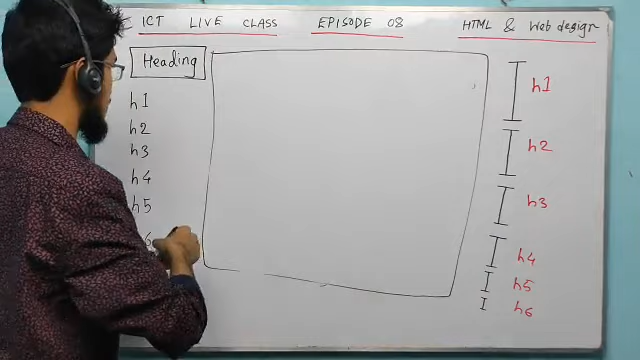 ICT LIVE CLASS EPISODE 08 HTML & Web design
Heading
h1
h2
h3
h4
h5
6
h1
h2
h3
h4
h5
h6